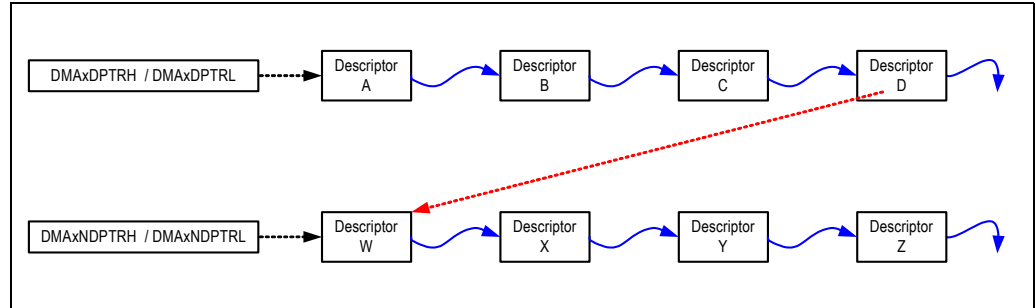 DMAxDPTRH / DMAxDPTRL
Descriptor
A
Descriptor
B
Descriptor
C
Descriptor
D
DMAxNDPTRH / DMAxNDPTRL
Descriptor
W
Descriptor
X
Descriptor
Y
Descriptor
Z